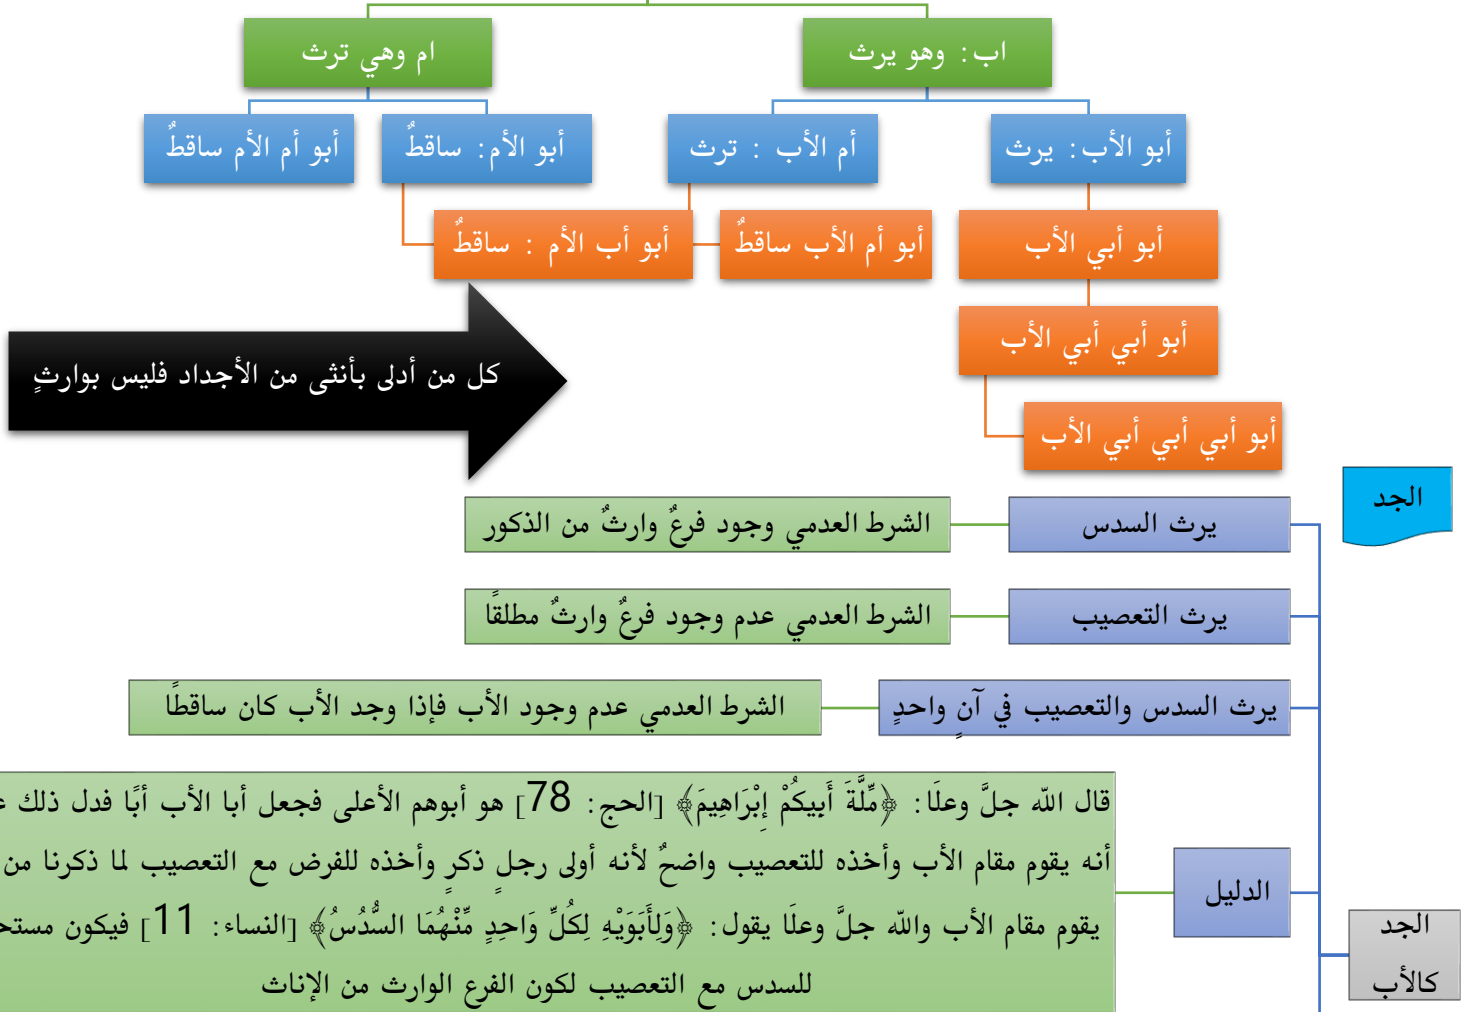 اب: وهو يرث
ام وهي ترث
أبو الأب: يرث
أم الأب : ترث
أبو الأم: ساقطٌ
أبو أم الأم ساقطٌ
أبو أبي الأب
أبو أم الأب ساقطٌ
أبو أب الأم : ساقطٌ
أبو أبي أبي الأب
كل من أدلى بأنثى من الأجداد فليس بوارثٍ
أبو أبي أبي أبي الأب
الجد
يرث السدس
الشرط العدمي وجود فرعٌ وارثٌ من الذكور
يرث التعصيب
الشرط العدمي عدم وجود فرعٌ وارثٌ مطلقًا
يرث السدس والتعصيب في آنٍ واحدٍ
الشرط العدمي عدم وجود الأب فإذا وجد الأب كان ساقطًا
الجد
كالأب
الدليل
قال الله جلَّ وعلَا: ﴿مِّلَّةَ أَبِيكُمْ إِبْرَاهِيمَ﴾ [الحج: 78] هو أبوهم الأعلى فجعل أبا الأب أبًا فدل ذلك
أنه يقوم مقام الأب وأخذه للتعصيب واضحٌ لأنه أولى رجلٍ ذكرٍ وأخذه للفرض مع التعصيب لما ذكرنا من
يقوم مقام الأب والله جلَّ وعلَا يقول: ﴿وَلِأَبَوَيْهِ لِكُلِّ وَاحِدٍ مِّنْهُمَا السُّدُسُ﴾ [النساء: 11] فيكون
للسدس مع التعصيب لكون الفرع الوارث من الإناث